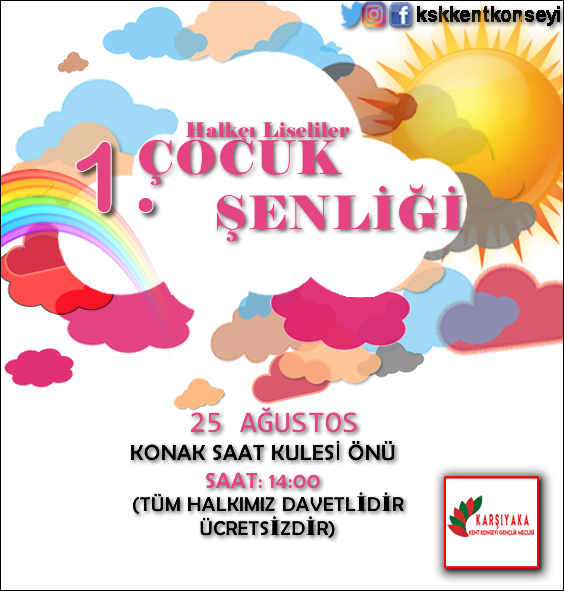 kskkentkonseyi
Halkçı Liseliler
1. ÇOCUK
ŞENLİĞİ
25 AĞUSTOS
KONAK SAAT KULESİ ÖNÜ
SAAT: 14:00
(TÜM HALKIMIZ DAVETLİDİR
ÜCRETSİZDİR)
KARŞIYAKA
KENT KONSEYİ GENÇLİK MECLİSİ